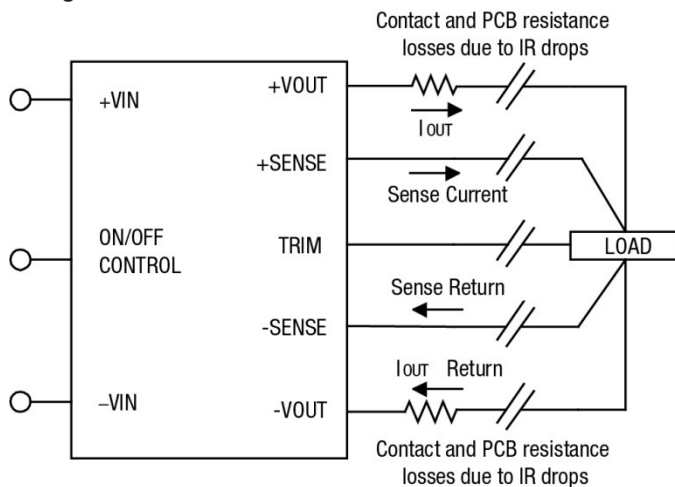 Contact and PCB resistance
losses due to IR drops
+VOUT
+VIN
IOUT
+SENSE
Sense Current
ON/OFF
CONTROL
TRIM
LOAD
Sense Return
-SENSE
IOUT Return
−VIN
-VOUT
Contact and PCB resistance
losses due to IR drops